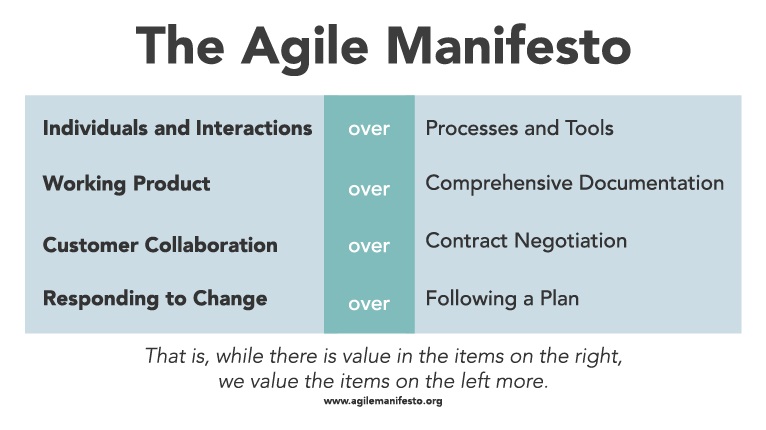 The Agile Manifesto
Individuals and Interactions over Processes and Tools
Working Product over Comprehensive Documentation
Customer Collaboration over Contract Negotiation
Responding to Change over Following a Plan
That is, while there is value in the items on the right,
we value the items on the left more.
www.agilemanifesto.org